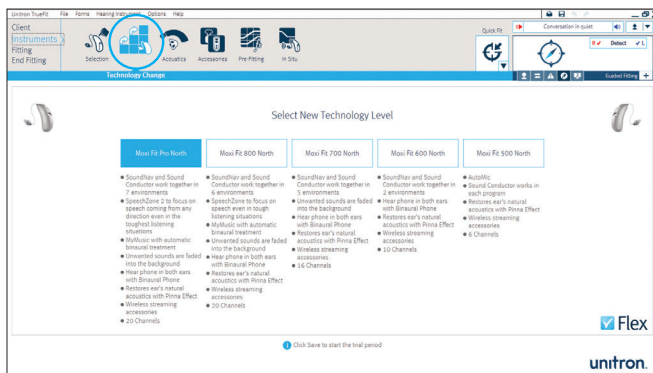 Unitron TrueFit File Forms Hearing Instrument Options Help
Client
Instruments
Fitting
End Fitting
Selection
Acoustics
Accessories
Pre-Fitting
In Situ
Technology Change
Quick Fit
Conversation in quiet
R Detect L
Guided Fitting
Select New Technology Level
Moxi Fit Pro North
SoundNav and Sound
Conductor work together in
7 environments
SpeechZone 2 to focus on
speech coming from any
direction even in the
toughest listening
situations
MyMusic with automatic
binaural treatment
Unwanted sounds are faded
into the background
Hear phone in both ears
with Binaural Phone
Restores ear's natural
acoustics with Pinna Effect
Wireless streaming
accessories
20 Channels
Moxi Fit 800 North
SoundNav and Sound
Conductor work together in
6 environments
SpeechZone to focus on
speech even in tough
listening situations
MyMusic with automatic
binaural treatment
Unwanted sounds are faded
into the background
Hear phone in both ears
with Binaural Phone
Restores ear's natural
acoustics with Pinna Effect
Wireless streaming
accessories
20 Channels
Moxi Fit 700 North
SoundNav and Sound
Conductor work together in
5 environments
Unwanted sounds are faded
into the background
Hear phone in both ears
with Binaural Phone
Restores ear's natural
acoustics with Pinna Effect
Wireless streaming
accessories
16 Channels
Moxi Fit 600 North
SoundNav and Sound
Conductor work together in
2 environments
Hear phone in both ears
with Binaural Phone
Restores ear's natural
acoustics with Pinna Effect
Wireless streaming
accessories
10 Channels
Moxi Fit 500 North
AutoMic
Sound Conductor works in
each program
Restores ear's natural
acoustics with Pinna Effect
Wireless streaming
accessories
6 Channels
Flex
Click Save to start the trial period
unitron.